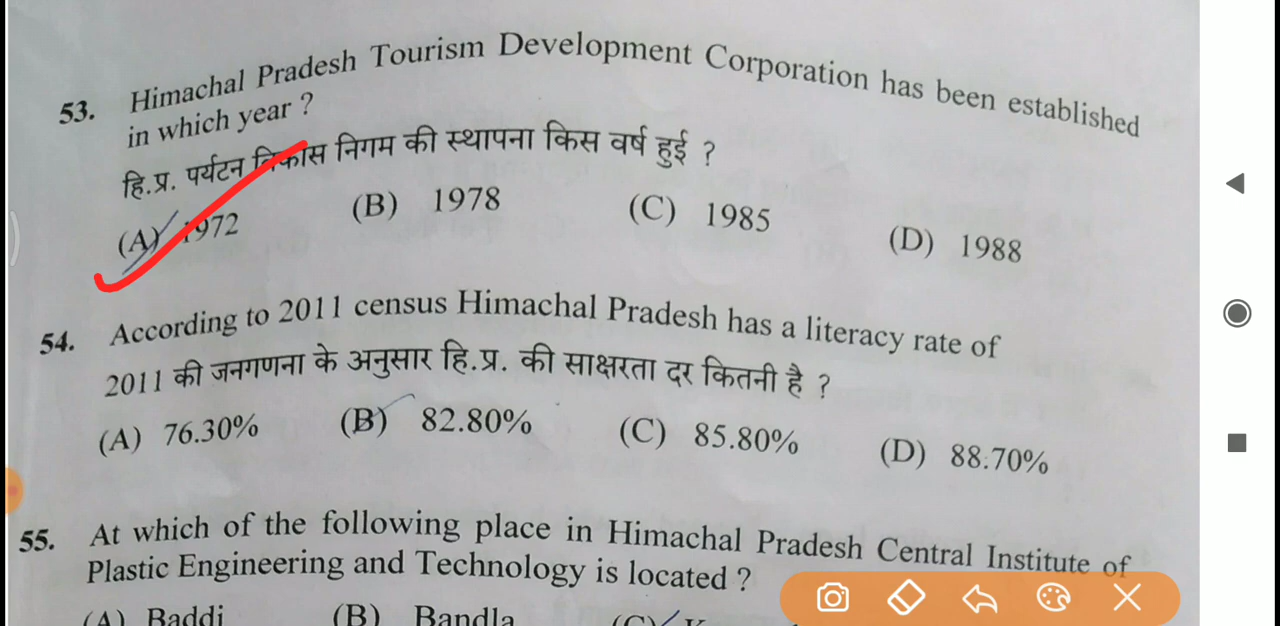 53. Himachal Pradesh Tourism Development Corporation has been established
in which year ?
हि.प्र. पर्यटन विकास निगम की स्थापना किस वर्ष हुई ?
(A) 1972 (B) 1978 (C) 1985 (D) 1988
54. According to 2011 census Himachal Pradesh has a literacy rate of
2011 की जनगणना के अनुसार हि.प्र. की साक्षरता दर कितनी है ?
(A) 76.30% (B) 82.80% (C) 85.80% (D) 88.70%
55. At which of the following place in Himachal Pradesh Central Institute of
Plastic Engineering and Technology is located ?
(A) Baddi (B) Bandla (C)